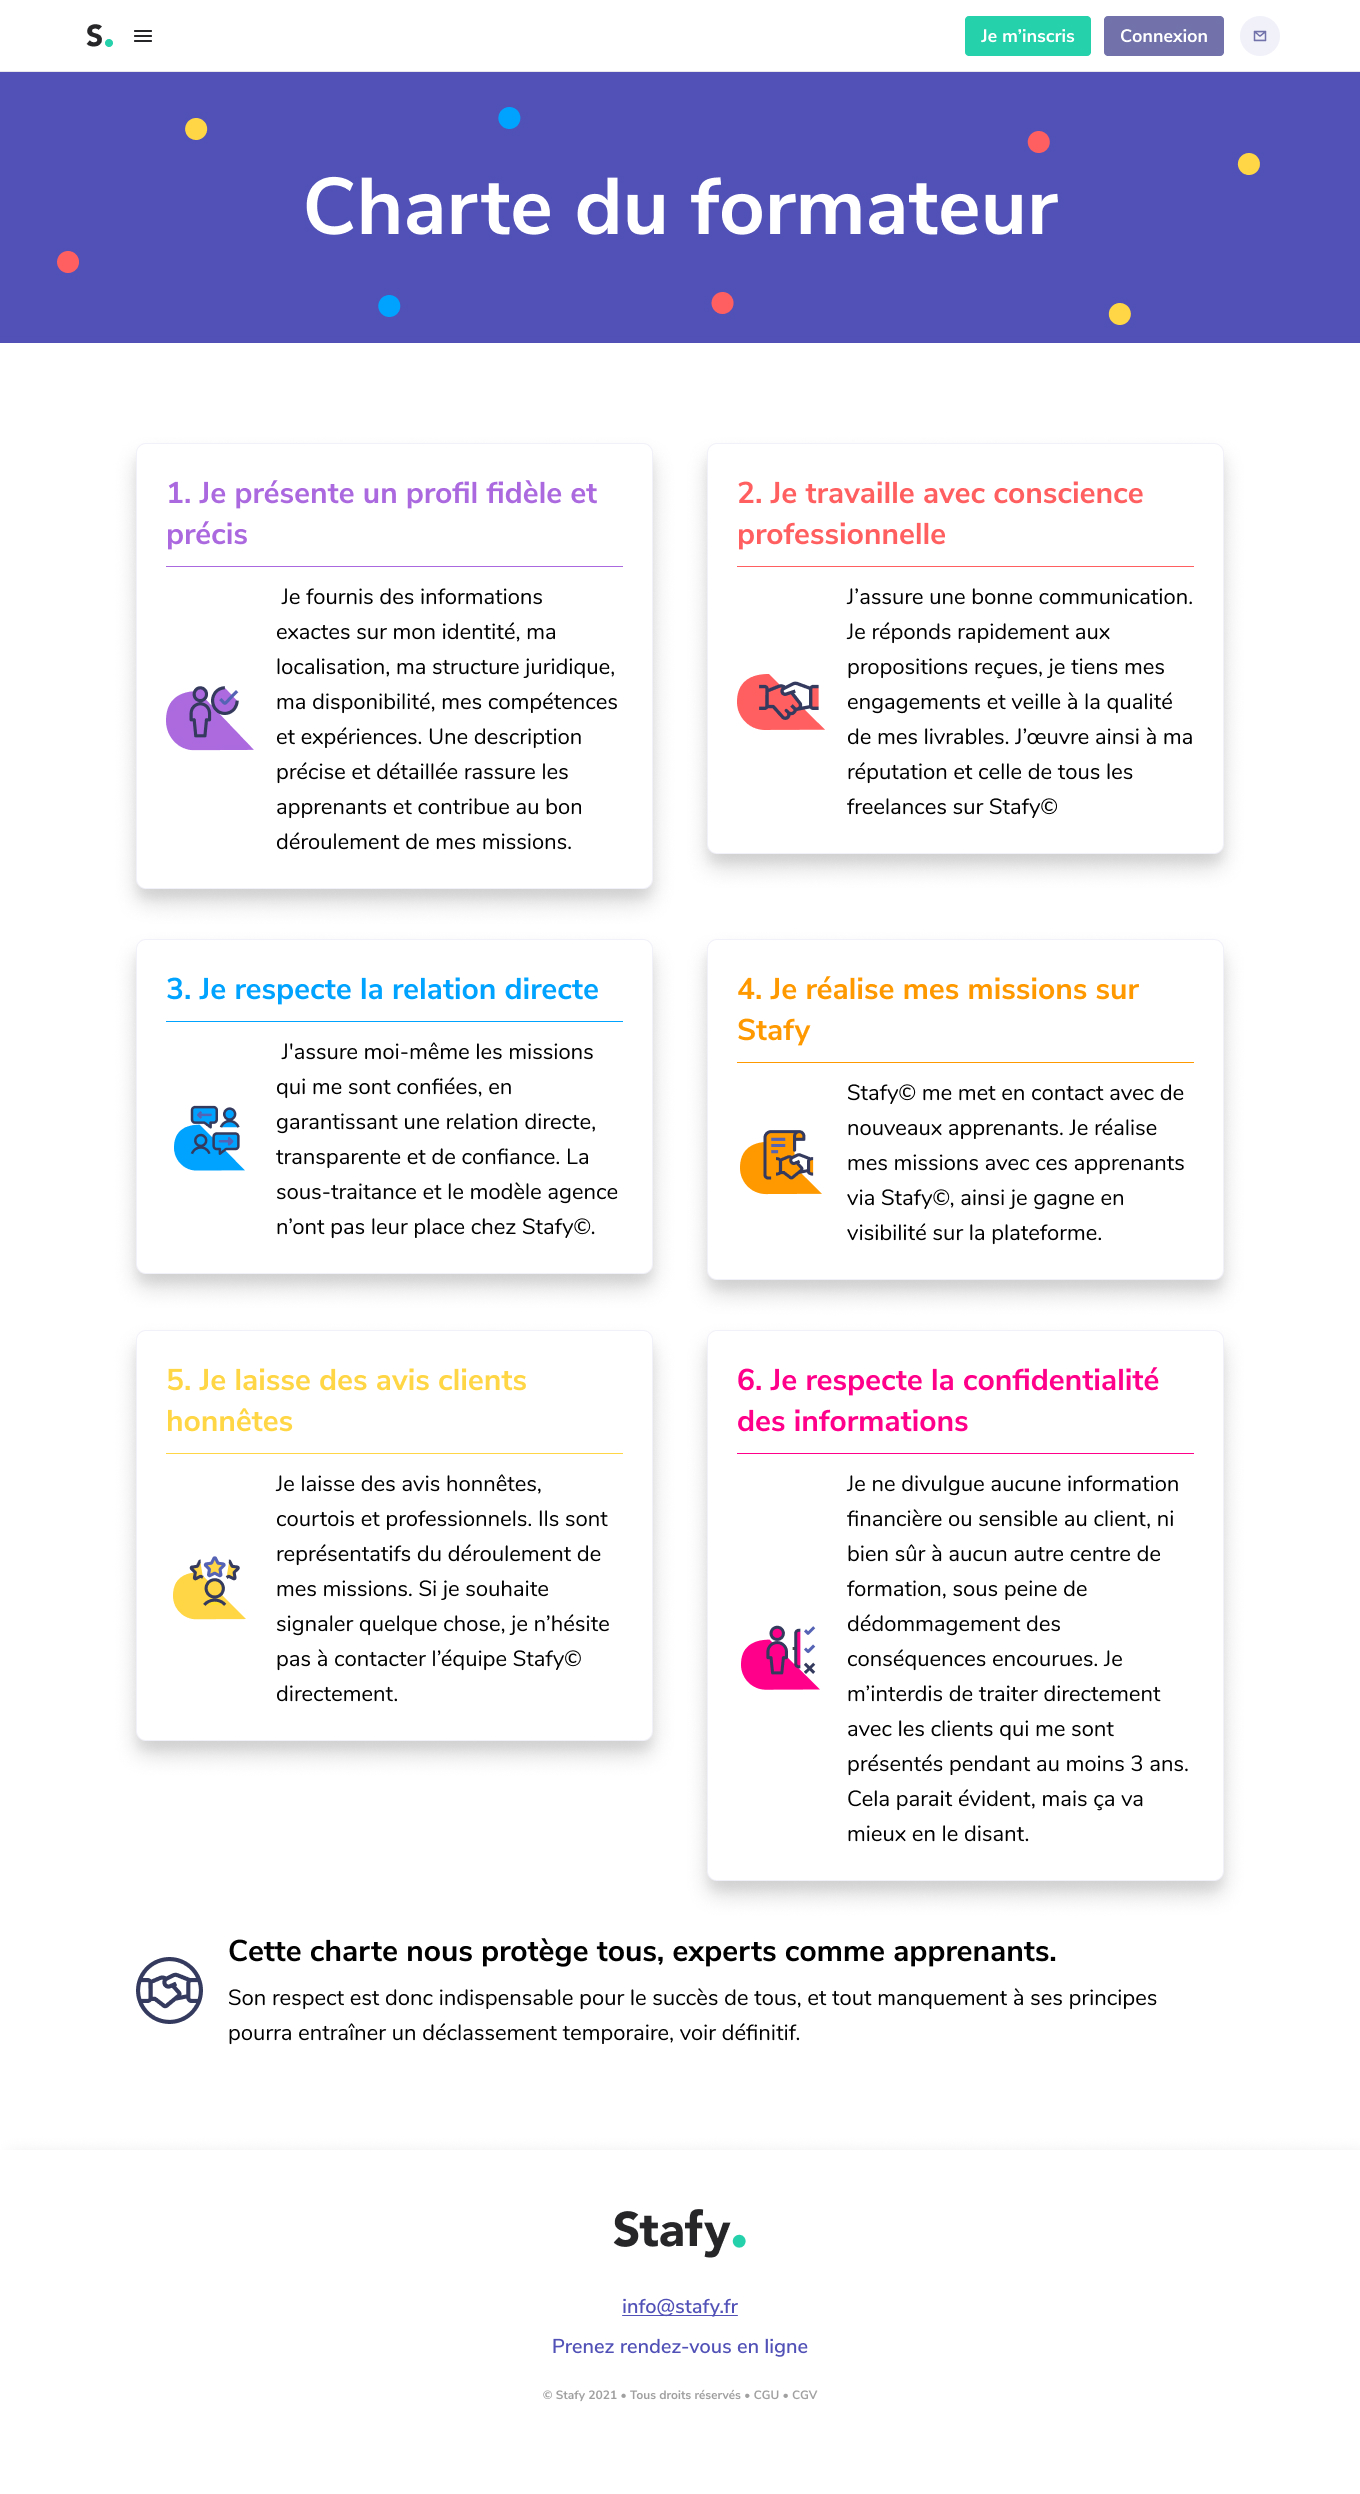 S.
Je m'inscris
Connexion
Charte du formateur
1. Je présente un profil fidèle et
précis
Je fournis des informations
exactes sur mon identité, ma
localisation, ma structure juridique,
ma disponibilité, mes compétences
et expériences. Une description
précise et détaillée rassure les
apprenants et contribue au bon
déroulement de mes missions.
2. Je travaille avec conscience
professionnelle
J’assure une bonne communication.
Je réponds rapidement aux
propositions reçues, je tiens mes
engagements et veille à la qualité
de mes livrables. J’œuvre ainsi à ma
réputation et celle de tous les
freelances sur Stafy©
3. Je respecte la relation directe
J'assure moi-même les missions
qui me sont confiées, en
garantissant une relation directe,
transparente et de confiance. La
sous-traitance et le modèle agence
n’ont pas leur place chez Stafy©.
4. Je réalise mes missions sur
Stafy
Stafy© me met en contact avec de
nouveaux apprenants. Je réalise
mes missions avec ces apprenants
via Stafy©, ainsi je gagne en
visibilité sur la plateforme.
5. Je laisse des avis clients
honnêtes
Je laisse des avis honnêtes,
courtois et professionnels. Ils sont
représentatifs du déroulement de
mes missions. Si je souhaite
signaler quelque chose, je n’hésite
pas à contacter l’équipe Stafy©
directement.
6. Je respecte la confidentialité
des informations
Je ne divulgue aucune information
financière ou sensible au client, ni
bien sûr à aucun autre centre de
formation, sous peine de
dédommagement des
conséquences encourues. Je
m’interdis de traiter directement
avec les clients qui me sont
présentés pendant au moins 3 ans.
Cela parait évident, mais ça va
mieux en le disant.
Cette charte nous protège tous, experts comme apprenants.
Son respect est donc indispensable pour le succès de tous, et tout manquement à ses principes
pourra entraîner un déclassement temporaire, voir définitif.
Stafy.
info@stafy.fr
Prenez rendez-vous en ligne
© Stafy 2021 • Tous droits réservés • CGU • CGV